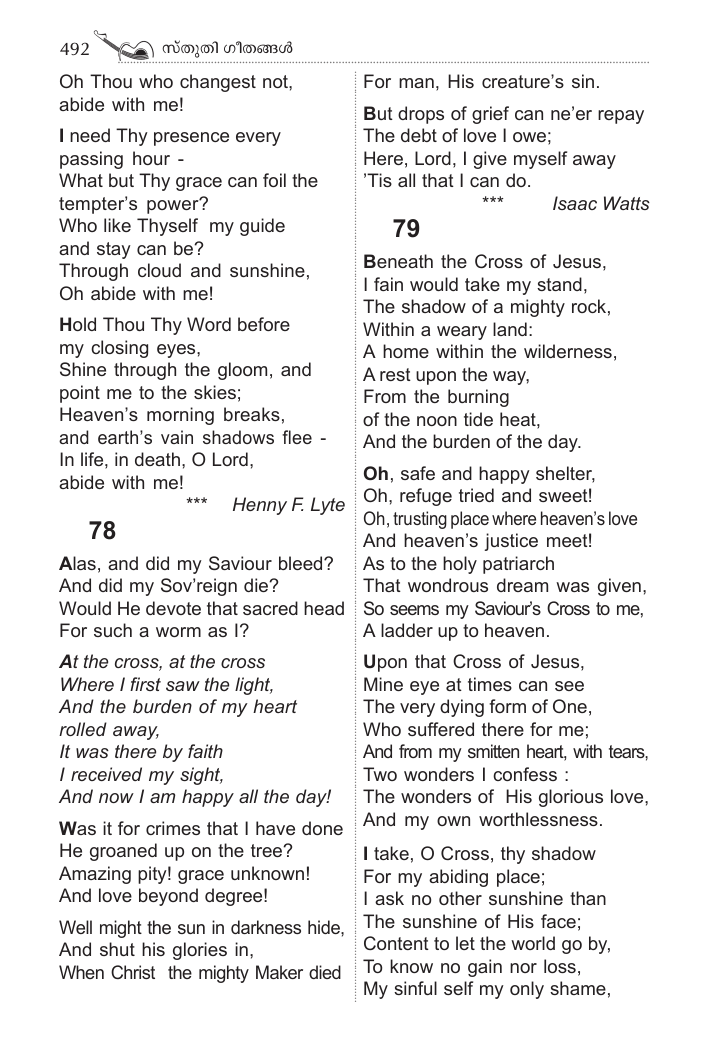 492 സ്തുതി ഗീതങ്ങൾ
Oh Thou who changest not,
abide with me!
I need Thy presence every
passing hour -
What but Thy grace can foil the
tempter's power?
Who like Thyself my guide
and stay can be?
Through cloud and sunshine,
Oh abide with me!
Hold Thou Thy Word before
my closing eyes,
Shine through the gloom, and
point me to the skies;
Heaven's morning breaks,
and earth's vain shadows flee -
In life, in death, O Lord,
abide with me!
*** Henny F. Lyte
78
Alas, and did my Saviour bleed?
And did my Sov'reign die?
Would He devote that sacred head
For such a worm as I?
At the cross, at the cross
Where I first saw the light,
And the burden of my heart
rolled away,
It was there by faith
I received my sight,
And now I am happy all the day!
Was it for crimes that I have done
He groaned up on the tree?
Amazing pity! grace unknown!
And love beyond degree!
Well might the sun in darkness hide,
And shut his glories in,
When Christ the mighty Maker died
For man, His creature's sin.
But drops of grief can ne'er repay
The debt of love I owe;
Here, Lord, I give myself away
'Tis all that I can do.
*** Isaac Watts
79
Beneath the Cross of Jesus,
I fain would take my stand,
The shadow of a mighty rock,
Within a weary land:
A home within the wilderness,
A rest upon the way,
From the burning
of the noon tide heat,
And the burden of the day.
Oh, safe and happy shelter,
Oh, refuge tried and sweet!
Oh, trusting place where heaven's love
And heaven's justice meet!
As to the holy patriarch
That wondrous dream was given,
So seems my Saviour's Cross to me,
A ladder up to heaven.
Upon that Cross of Jesus,
Mine eye at times can see
The very dying form of One,
Who suffered there for me;
And from my smitten heart, with tears,
Two wonders I confess :
The wonders of His glorious love,
And my own worthlessness.
I take, O Cross, thy shadow
For my abiding place;
I ask no other sunshine than
The sunshine of His face;
Content to let the world go by,
To know no gain nor loss,
My sinful self my only shame,